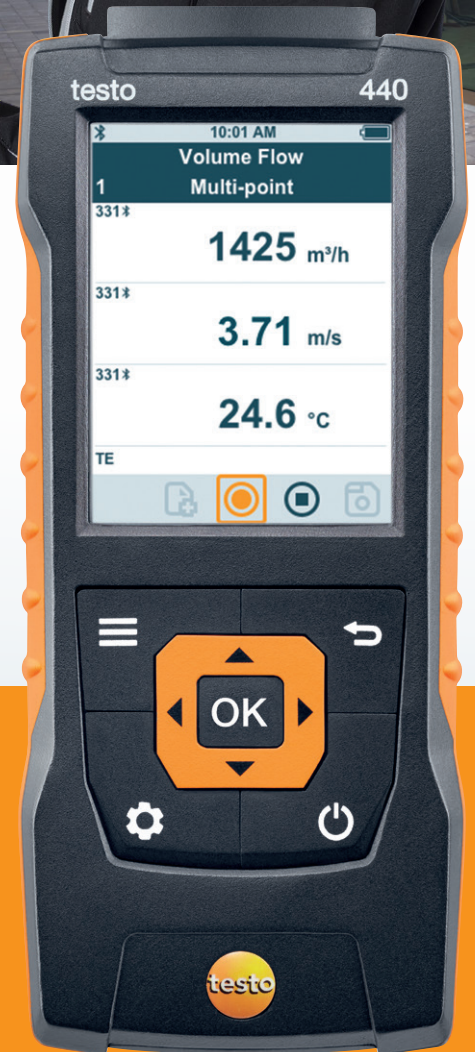 testo 440
10:01 AM
Volume Flow
1 Multi-point
331
1425 m³/h
331
3.71 m/s
331
24.6 °C
TE
OK
testo